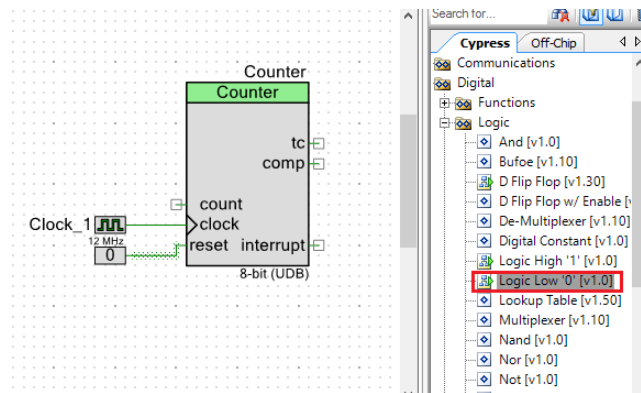 Counter
Counter
tc
comp
count
Clock_1
clock
12 MHz
0
reset interrupt
8-bit (UDB)
Search for...
Cypress
Off-Chip
Communications
Digital
Functions
Logic
And [v1.0]
Bufoe [v1.10]
D Flip Flop [v1.30]
D Flip Flop w/ Enable [
De-Multiplexer [v1.10]
Digital Constant [v1.0]
Logic High '1' [v1.0]
Logic Low '0' [v1.0]
Lookup Table [v1.50]
Multiplexer [v1.10]
Nand [v1.0]
Nor [v1.0]
Not [v1.0]